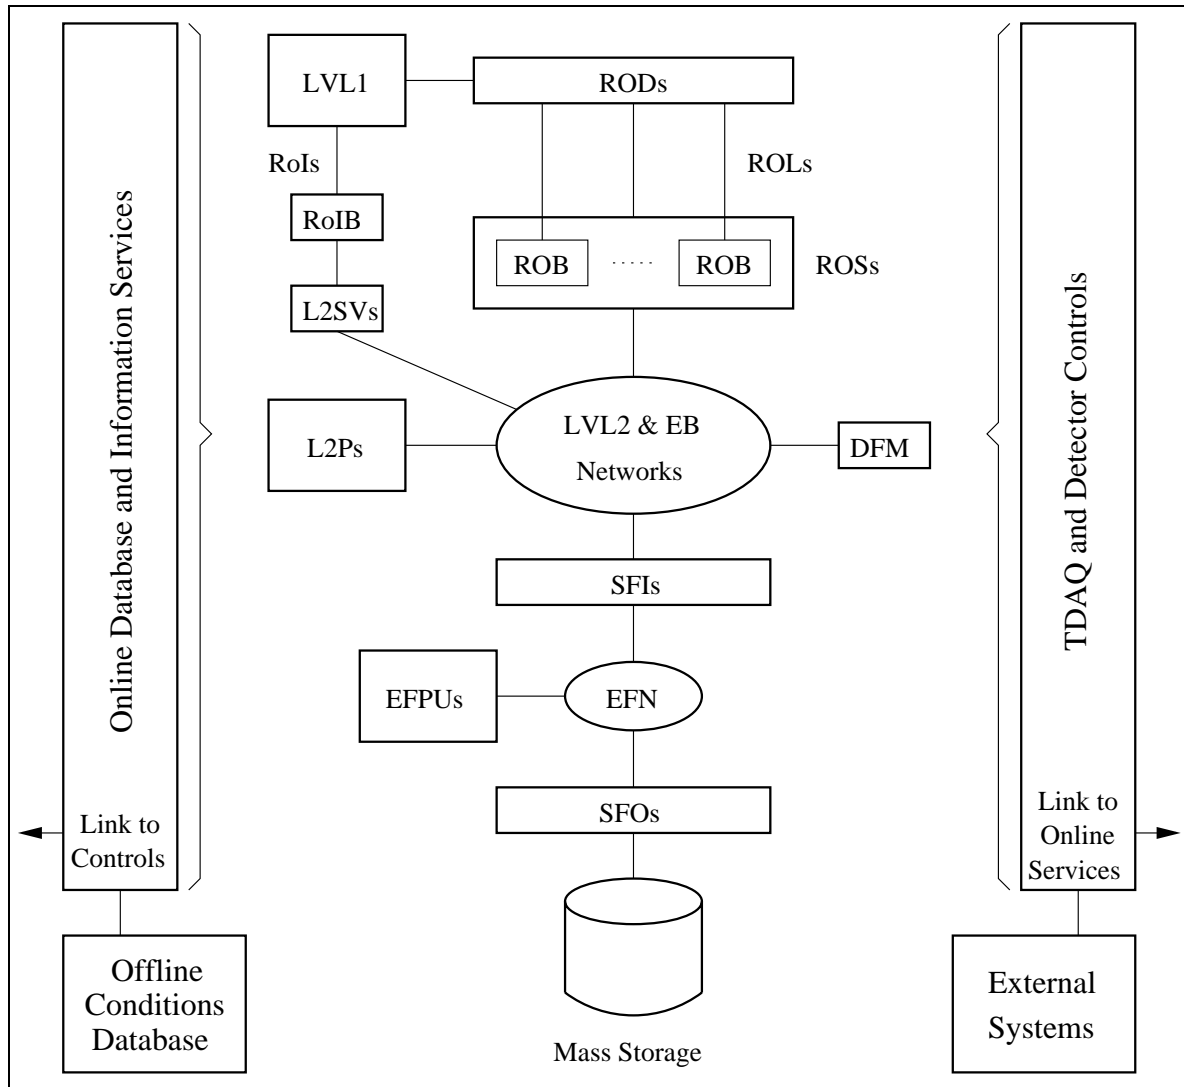 Online Database and Information Services
Link to
Controls
Offline
Conditions
Database
LVL1
RODs
RoIs
ROLs
RoIB
ROB
.....
ROB
ROSs
L2SVs
LVL2 & EB
Networks
L2Ps
DFM
SFIs
EFPUs
EFN
SFOs
Mass Storage
TDAQ and Detector Controls
Link to
Online
Services
External
Systems